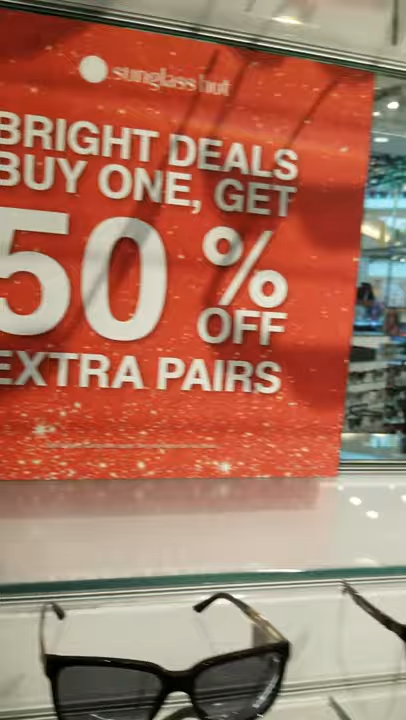 sunglass hut
BRIGHT DEALS
BUY ONE, GET
50%
OFF
EXTRA PAIRS